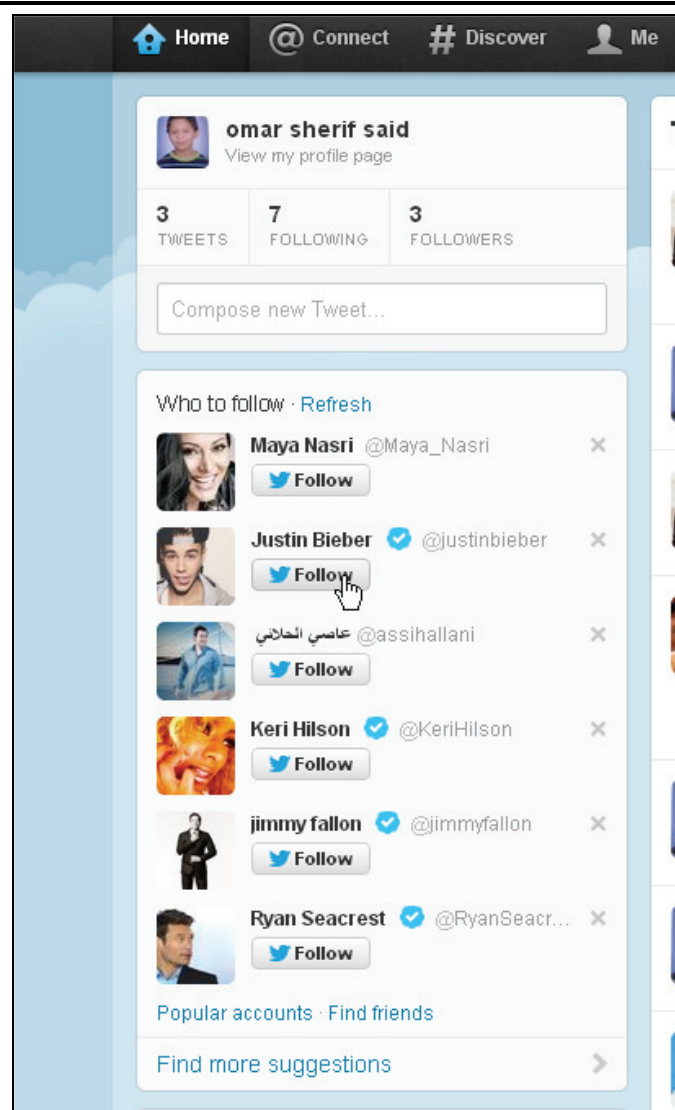 Home @ Connect # Discover Me
omar sherif said
View my profile page
3 7 3
TWEETS FOLLOWING FOLLOWERS
Compose new Tweet...
Who to follow · Refresh
Maya Nasri @Maya_Nasri
Follow
Justin Bieber @justinbieber
Follow
عاصي الحلاني @assihallani
Follow
Keri Hilson @KeriHilson
Follow
jimmy fallon @jimmyfallon
Follow
Ryan Seacrest @RyanSeacr...
Follow
Popular accounts · Find friends
Find more suggestions